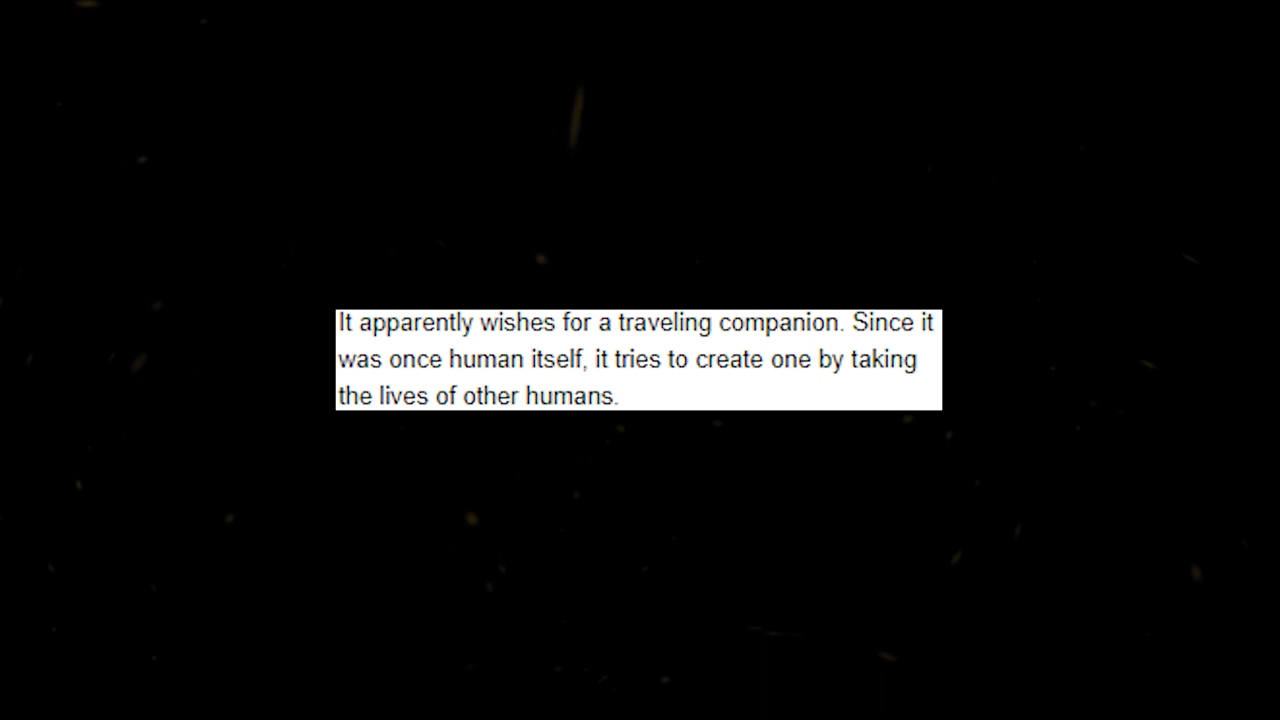 It apparently wishes for a traveling companion. Since it
was once human itself, it tries to create one by taking
the lives of other humans.